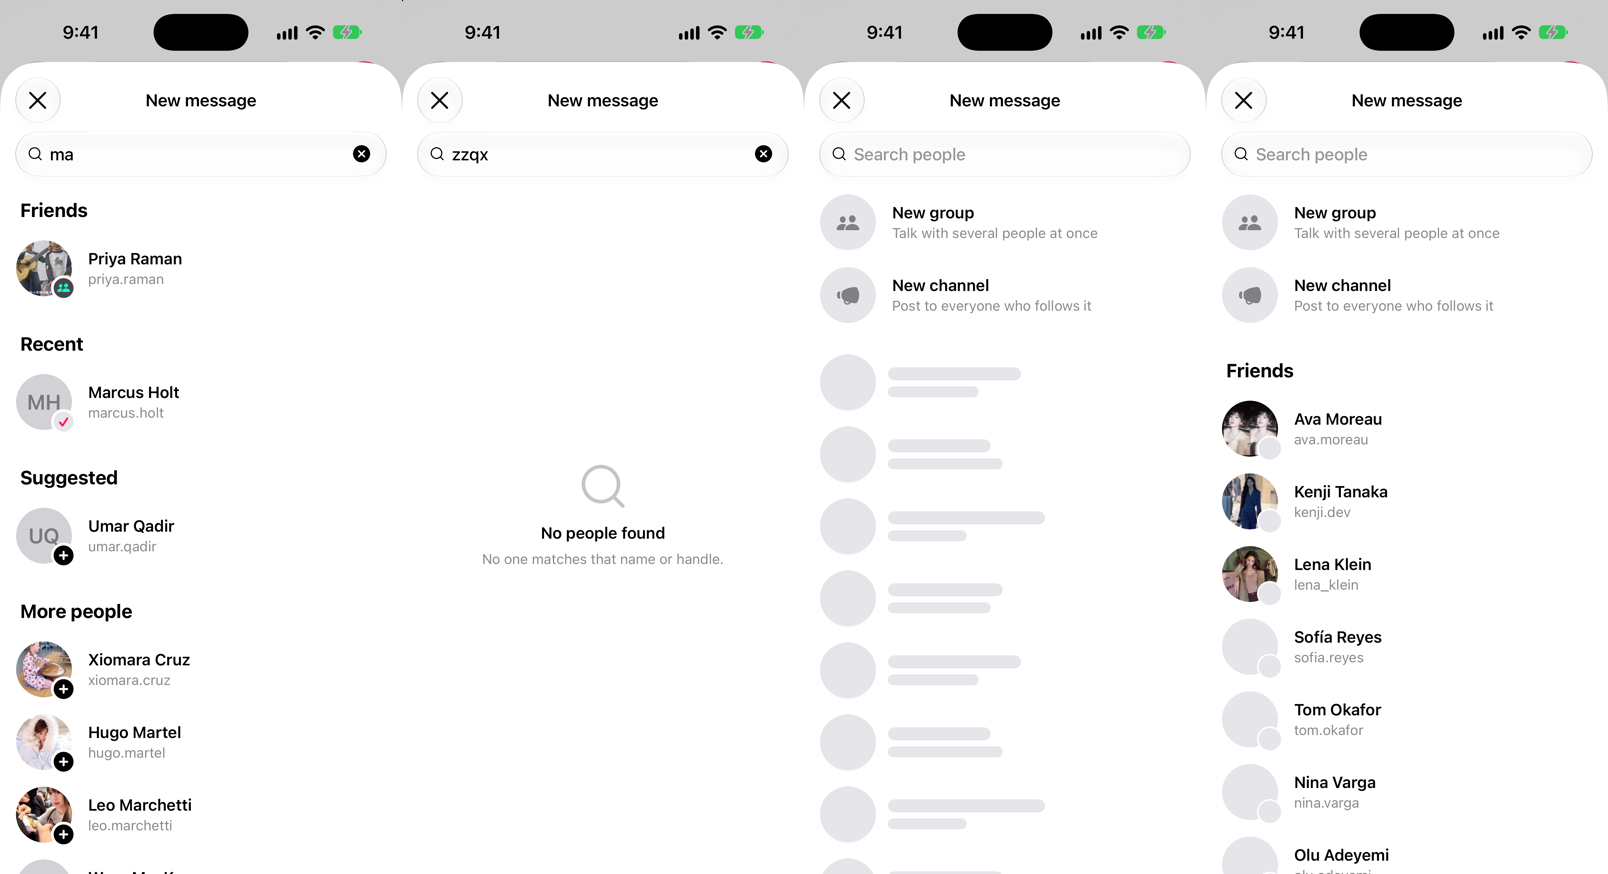 9:41
New message
ma
Friends
Priya Raman
priya.raman
Recent
MH
Marcus Holt
marcus.holt
Suggested
UQ
Umar Qadir
umar.qadir
More people
Xiomara Cruz
xiomara.cruz
Hugo Martel
hugo.martel
Leo Marchetti
leo.marchetti
9:41
New message
zzqx
No people found
No one matches that name or handle.
9:41
New message
Search people
New group
Talk with several people at once
New channel
Post to everyone who follows it
9:41
New message
Search people
New group
Talk with several people at once
New channel
Post to everyone who follows it
Friends
Ava Moreau
ava.moreau
Kenji Tanaka
kenji.dev
Lena Klein
lena_klein
Sofía Reyes
sofia.reyes
Tom Okafor
tom.okafor
Nina Varga
nina.varga
Olu Adeyemi